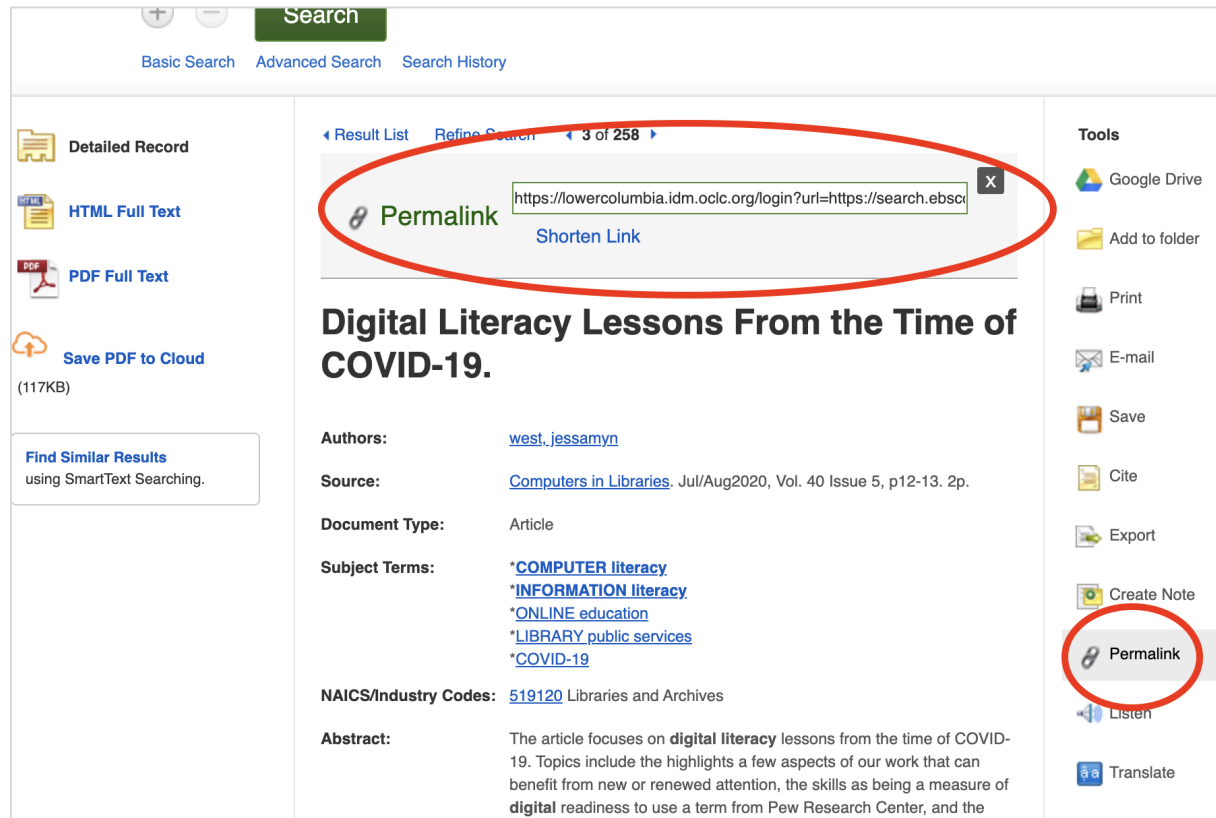 Search
Basic Search Advanced Search Search History
Detailed Record
HTML Full Text
PDF Full Text
Save PDF to Cloud
(117KB)
Find Similar Results
using SmartText Searching.
Result List Refine Search 3 of 258
Permalink
https://lowercolumbia.idm.oclc.org/login?url=https://search.ebsco
X
Shorten Link
Digital Literacy Lessons From the Time of
COVID-19.
Authors: west, jessamyn
Source: Computers in Libraries. Jul/Aug2020, Vol. 40 Issue 5, p12-13. 2p.
Document Type: Article
Subject Terms: *COMPUTER literacy
*INFORMATION literacy
*ONLINE education
*LIBRARY public services
*COVID-19
NAICS/Industry Codes: 519120 Libraries and Archives
Abstract: The article focuses on digital literacy lessons from the time of COVID-
19. Topics include the highlights a few aspects of our work that can
benefit from new or renewed attention, the skills as being a measure of
digital readiness to use a term from Pew Research Center, and the
Tools
Google Drive
Add to folder
Print
E-mail
Save
Cite
Export
Create Note
Permalink
Listen
Translate